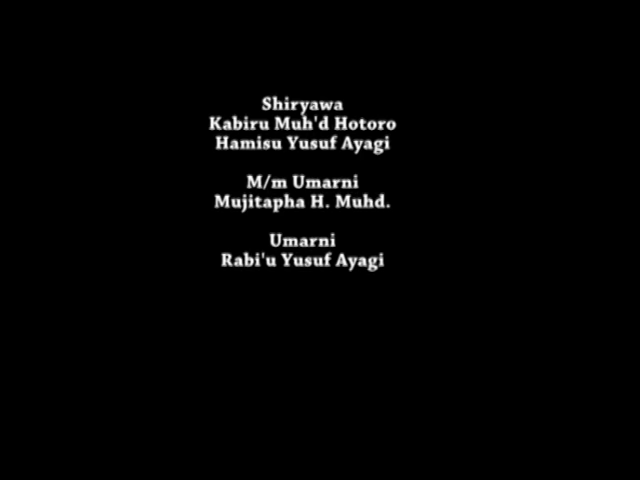 Shiryawa
Kabiru Muh'd Hotoro
Hamisu Yusuf Ayagi
M/m Umarni
Mujitapha H. Muhd.
Umarni
Rabi'u Yusuf Ayagi